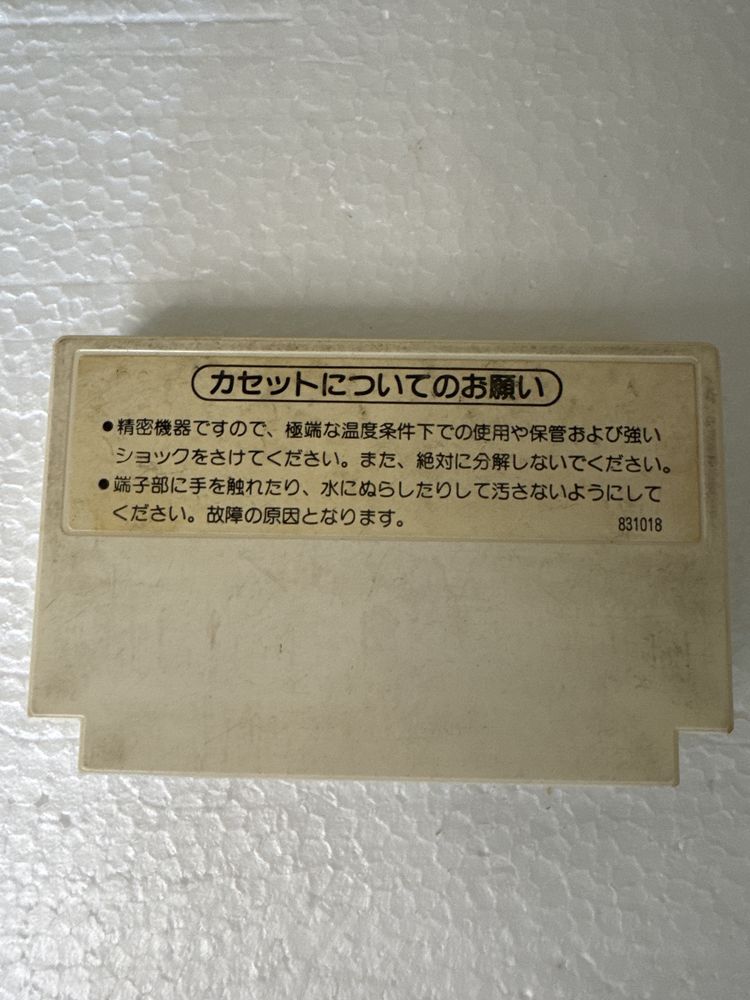 カセットについてのお願い
●精密機器ですので、極端な温度条件下での使用や保管および強い
ショックをさけてください。また、絶対に分解しないでください。
●端子部に手を触れたり、水にぬらしたりして汚さないようにして
ください。故障の原因となります。
831018